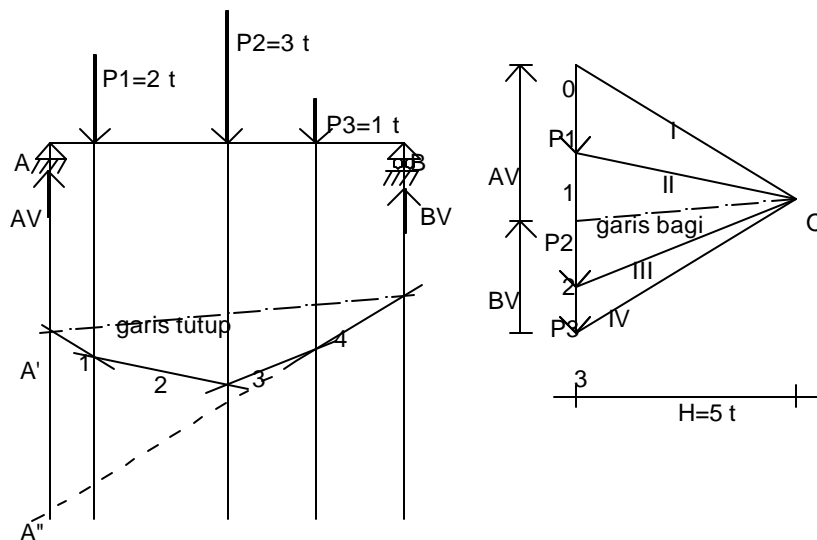 P1=2 t
P2=3 t
P3=1 t
A
B
AV
BV
garis tutup
A'
1
2
3
4
A"
0
P1
1
P2
2
P3
3
AV
BV
I
II
garis bagi
III
IV
H=5 t